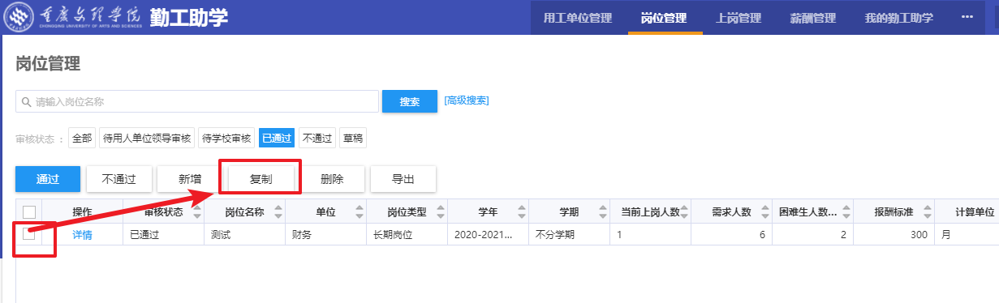 重庆文理学院 勤工助学 用工单位管理 岗位管理 上岗管理 薪酬管理 我的勤工助学 ···
CHONGQING UNIVERSITY OF ARTS AND SCIENCES
岗位管理
请输入岗位名称 搜索 [高级搜索]
审核状态 : 全部 待用人单位领导审核 待学校审核 已通过 不通过 草稿
通过 不通过 新增 复制 删除 导出
操作 审核状态 岗位名称 单位 岗位类型 学年 学期 当前上岗人数 需求人数 困难生人数... 报酬标准 计算单位
详情 已通过 测试 财务 长期岗位 2020-2021... 不分学期 1 6 2 300 月